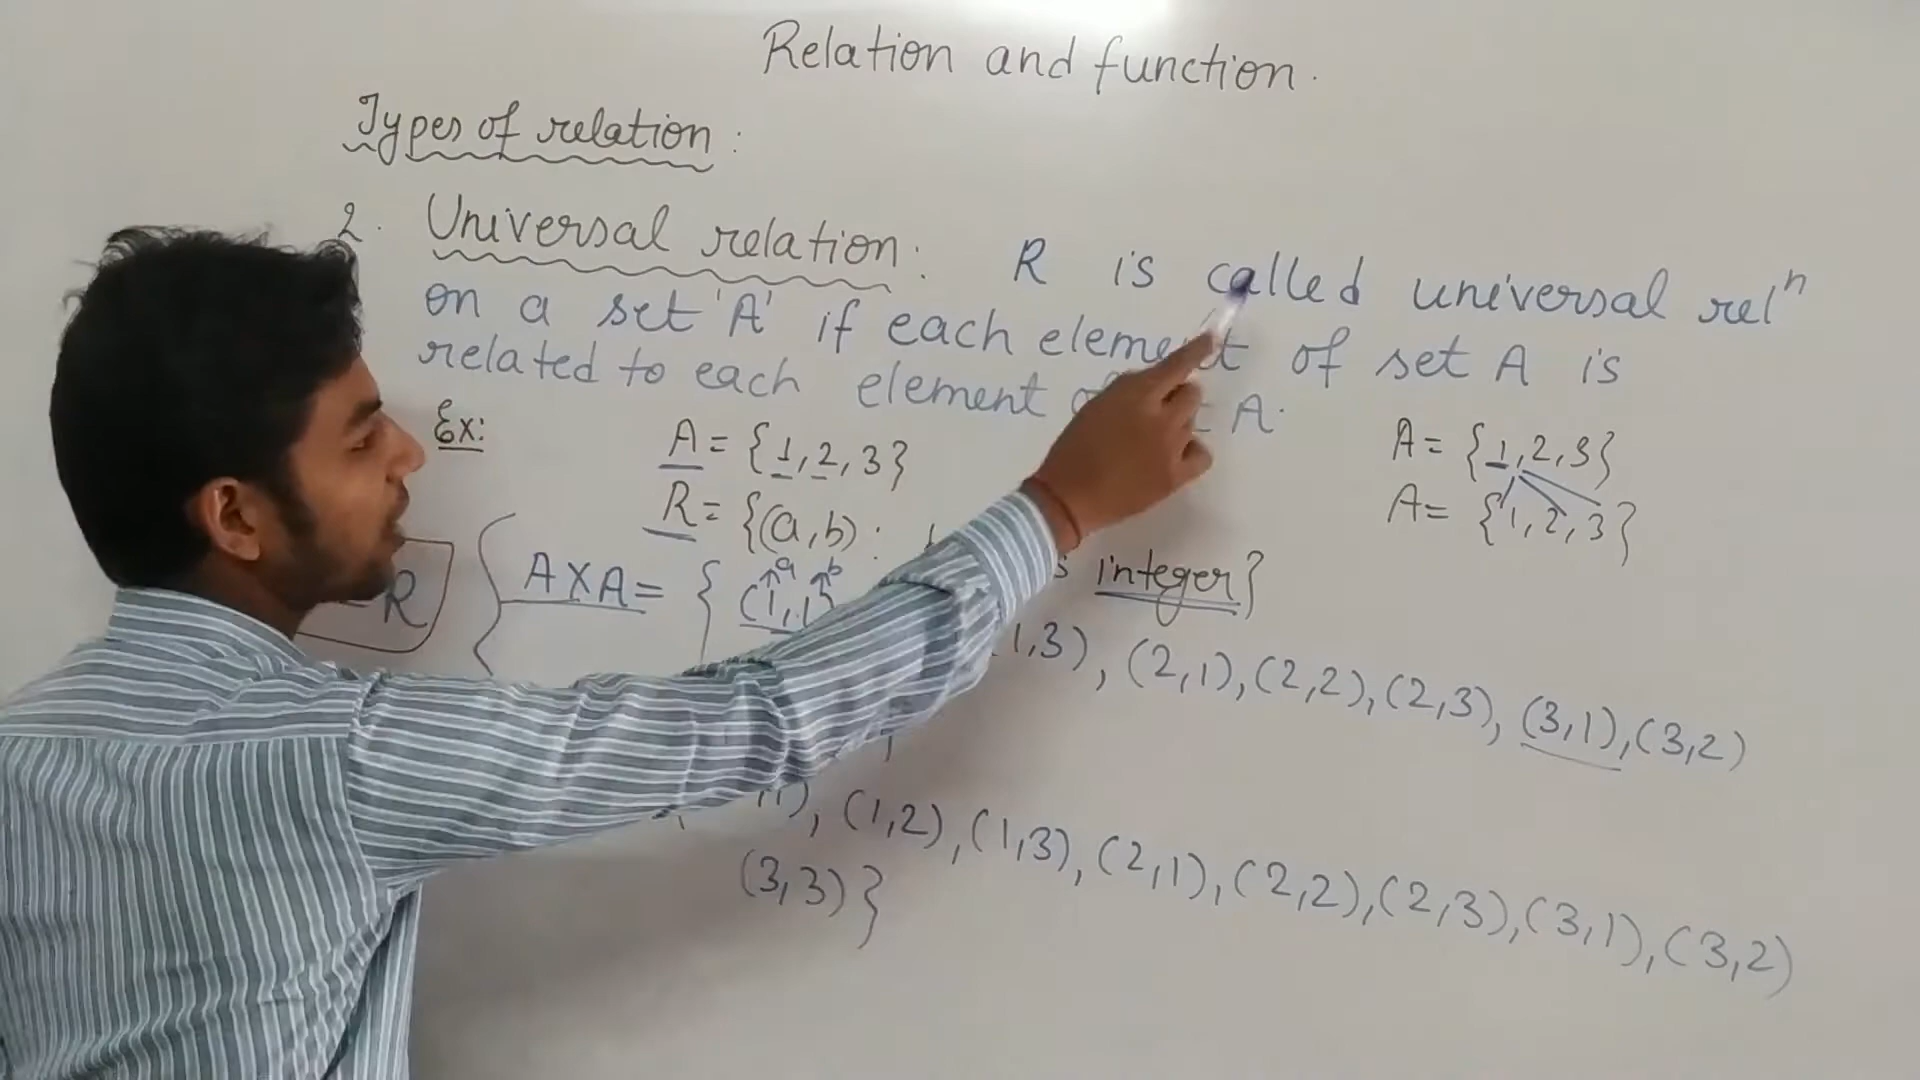 Relation and function.
Types of relation:
2. Universal relation: R is called universal relⁿ
on a set 'A' if each element of set A is
related to each element A.
Ex: A = {1,2,3}
R = {(a,b): integer}
A = {1,2,3}
A = {1,2,3}
a b
R { A X A = { (1,1)
1,3), (2,1), (2,2), (2,3), (3,1), (3,2)
(1,2), (1,3), (2,1), (2,2), (2,3), (3,1), (3,2)
(3,3)}